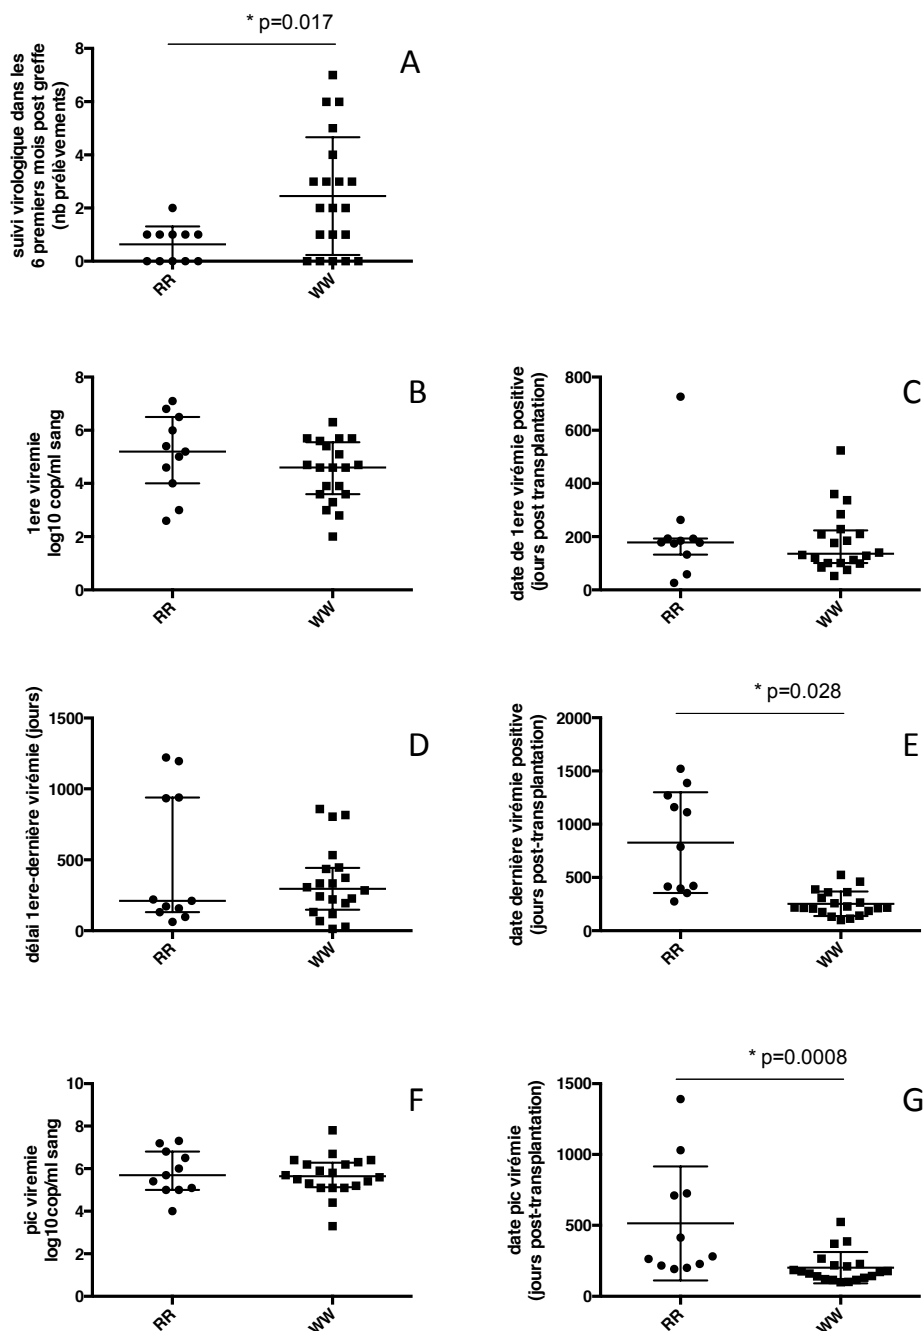 * p=0.017
A
suivi virologique dans les
6 premiers mois post greffe
(nb prélèvements)
8
6
4
2
0
RR
WW
B
1ere viremie
log10 cop/ml sang
8
6
4
2
0
RR
WW
C
date de 1ere virémie positive
(jours post transplantation)
800
600
400
200
0
RR
WW
D
délai 1ere-dernière virémie (jours)
1500
1000
500
0
RR
WW
* p=0.028
E
date dernière virémie positive
(jours post-transplantation)
2000
1500
1000
500
0
RR
WW
F
pic viremie
log10cop/ml sang
10
8
6
4
2
0
RR
WW
* p=0.0008
G
date pic virémie
(jours post-transplantation)
1500
1000
500
0
RR
WW